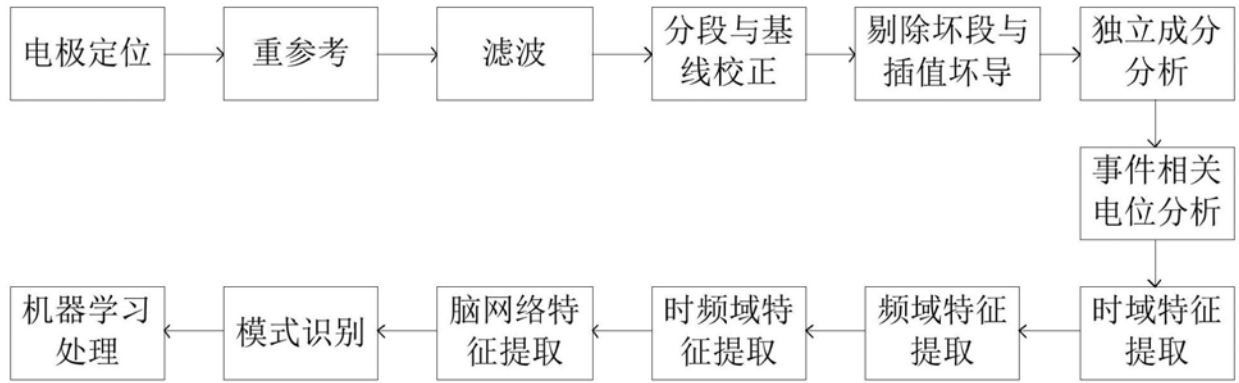 电极定位
重参考
滤波
分段与基
线校正
剔除坏段与
插值坏导
独立成分
分析
事件相关
电位分析
时域特征
提取
频域特征
提取
时频域特
征提取
脑网络特
征提取
模式识别
机器学习
处理